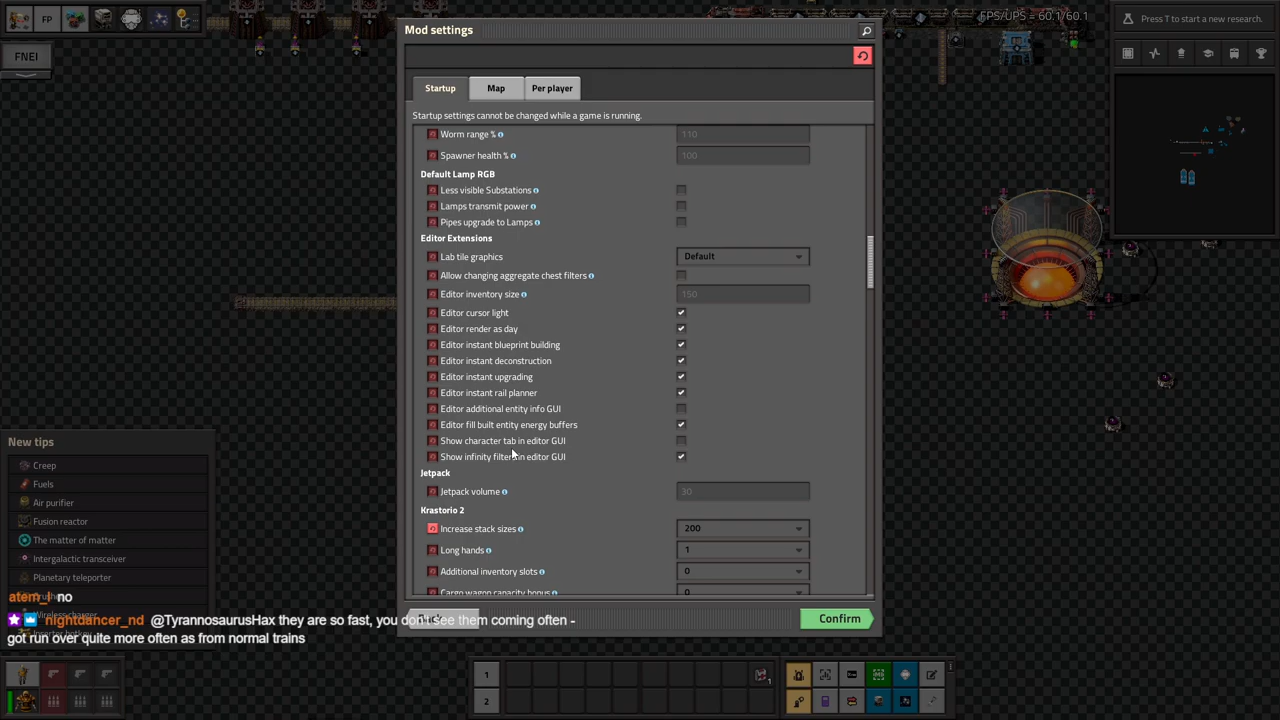 FP
FPS/UPS = 60.1/60.1
Press T to start a new research.
FNEI
Mod settings
Startup
Map
Per player
Startup settings cannot be changed while a game is running.
Worm range % 110
Spawner health % 100
Default Lamp RGB
Less visible Substations
Lamps transmit power
Pipes upgrade to Lamps
Editor Extensions
Lab tile graphics Default
Allow changing aggregate chest filters
Editor inventory size 150
Editor cursor light
Editor render as day
Editor instant blueprint building
Editor instant deconstruction
Editor instant upgrading
Editor instant rail planner
Editor additional entity info GUI
Editor fill built entity energy buffers
Show character tab in editor GUI
Show infinity filters in editor GUI
Jetpack
Jetpack volume 30
Krastorio 2
Increase stack sizes 200
Long hands 1
Additional inventory slots 0
Cargo wagon capacity bonus 0
Confirm
New tips
Creep
Fuels
Air purifier
Fusion reactor
The matter of matter
Intergalactic transceiver
Planetary teleporter
atem_! no
nightdancer_nd @TyrannosaurusHax they are so fast, you don't see them coming often -
got run over quite more often as from normal trains
1
2
1